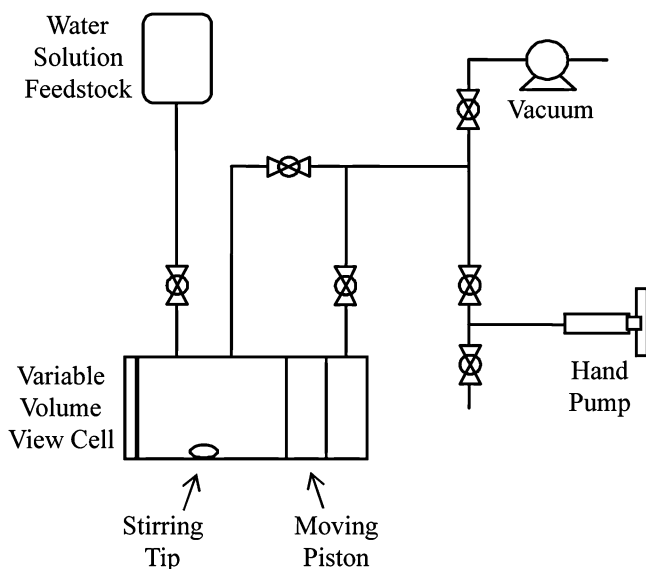 Water
Solution
Feedstock
Vacuum
Variable
Volume
View Cell
Hand
Pump
Stirring
Tip
Moving
Piston